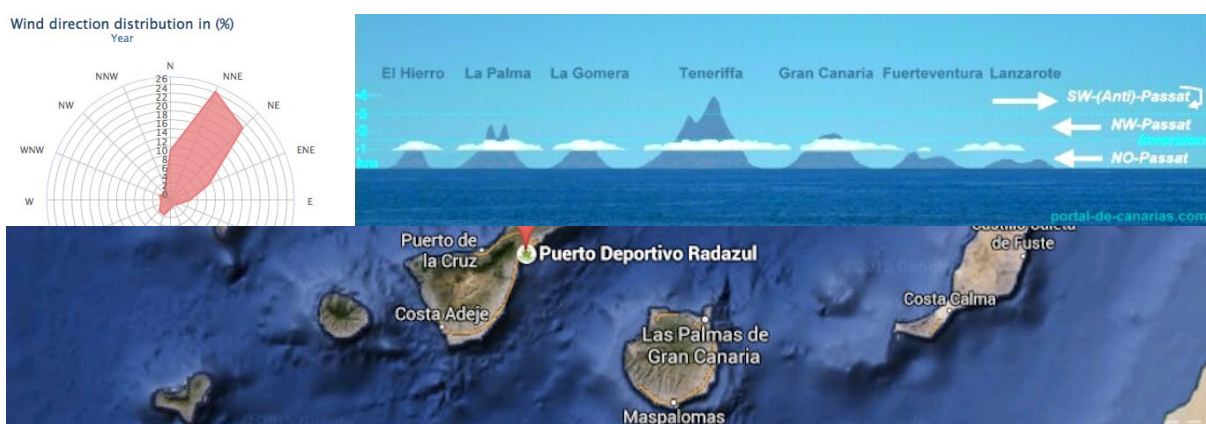 Wind direction distribution in (%)
Year
N
NNW
NNE
NW
NE
WNW
ENE
W
E
26
24
22
20
18
16
14
12
10
8
6
4
2
0
El Hierro La Palma La Gomera Teneriffa Gran Canaria Fuerteventura Lanzarote
-4
-3
-2
-1
km
SW-(Anti)-Passat
NW-Passat
Inversion
NO-Passat
portal-de-canarias.com
Puerto de
la Cruz
Puerto Deportivo Radazul
Costa Adeje
Las Palmas de
Gran Canaria
Maspalomas
de Fuste
Costa Calma